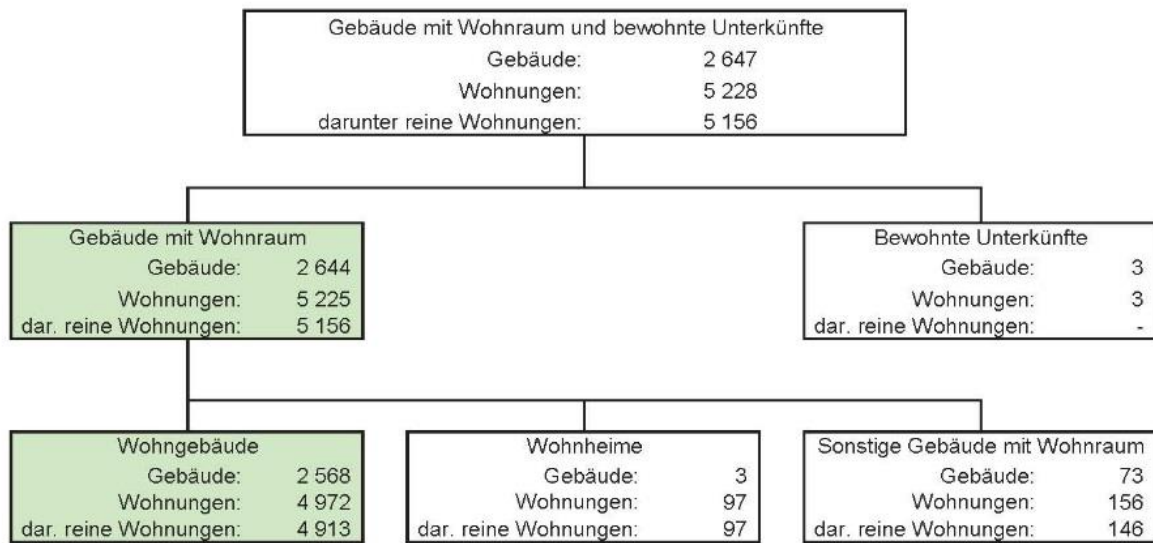 Gebäude mit Wohnraum und bewohnte Unterkünfte
Gebäude: 2 647
Wohnungen: 5 228
darunter reine Wohnungen: 5 156
Gebäude mit Wohnraum
Gebäude: 2 644
Wohnungen: 5 225
dar. reine Wohnungen: 5 156
Bewohnte Unterkünfte
Gebäude: 3
Wohnungen: 3
dar. reine Wohnungen: -
Wohngebäude
Gebäude: 2 568
Wohnungen: 4 972
dar. reine Wohnungen: 4 913
Wohnheime
Gebäude: 3
Wohnungen: 97
dar. reine Wohnungen: 97
Sonstige Gebäude mit Wohnraum
Gebäude: 73
Wohnungen: 156
dar. reine Wohnungen: 146